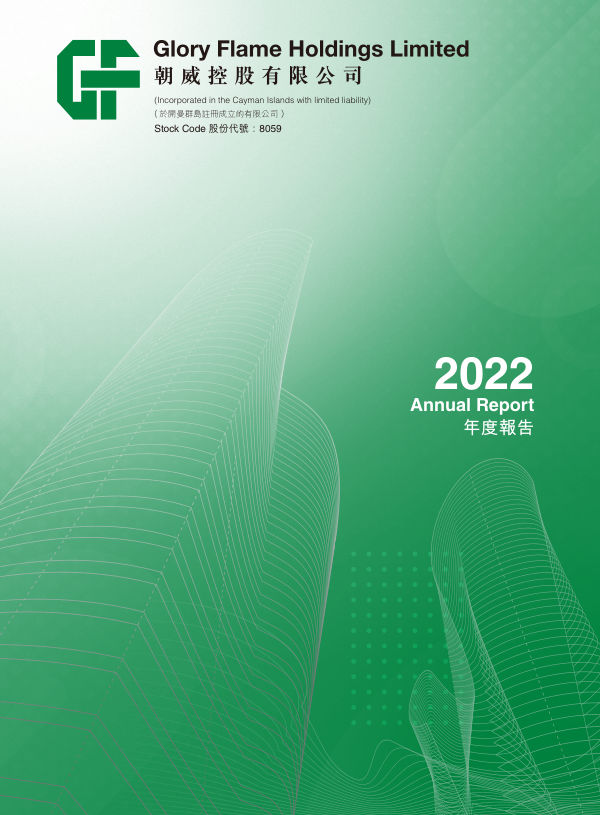 Glory Flame Holdings Limited
朝威控股有限公司
(Incorporated in the Cayman Islands with limited liability)
(於開曼群島註冊成立的有限公司)
Stock Code 股份代號：8059
2022
Annual Report
年度報告